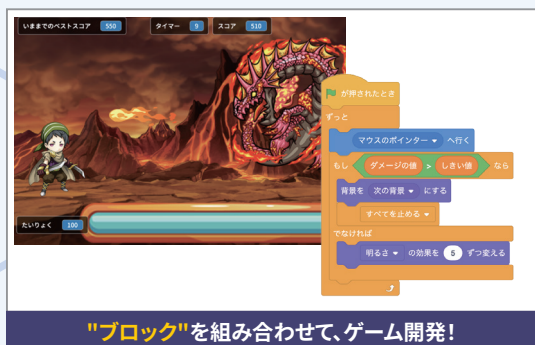 いままでのベストスコア 550 タイマー 9 スコア 510
が押されたとき
ずっと
マウスのポインター へ行く
もし ダメージの値 > しきい値 なら
背景を 次の背景 にする
すべてを止める
でなければ
明るさ の効果を 5 ずつ変える
たいりょく 100
"ブロック"を組み合わせて、ゲーム開発!